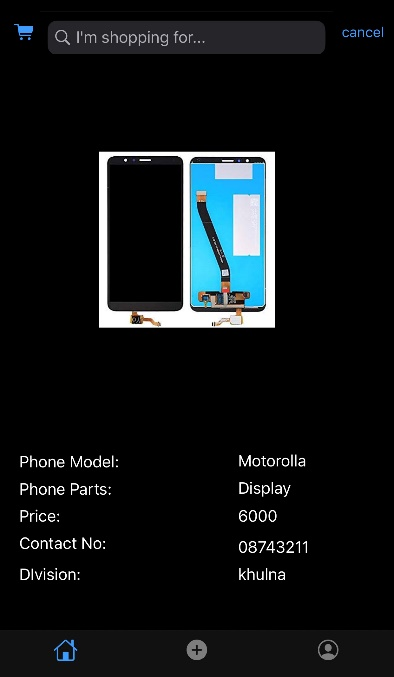 I'm shopping for...
cancel
Phone Model: Motorolla
Phone Parts: Display
Price: 6000
Contact No: 08743211
DIvision: khulna